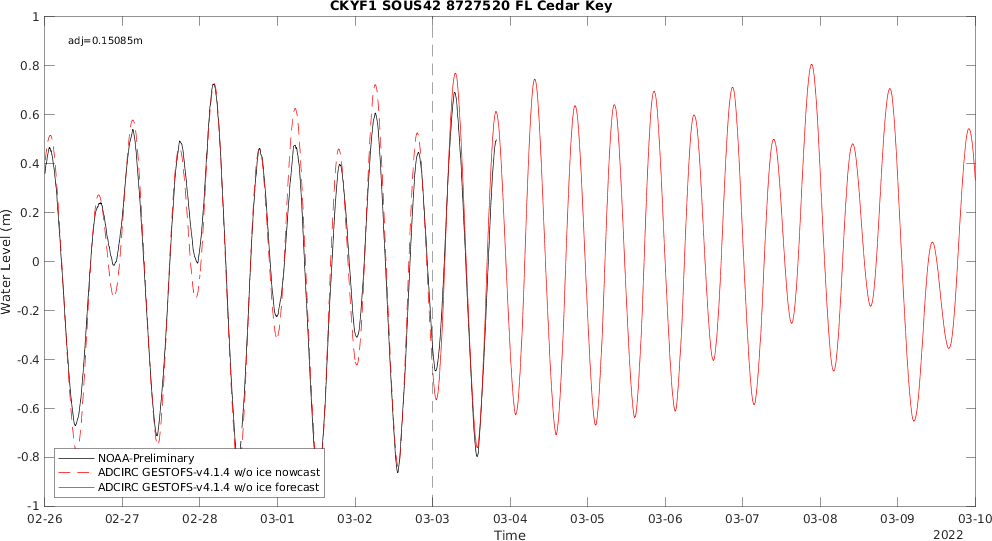 CKYF1 SOUS42 8727520 FL Cedar Key
adj=0.15085m
1
0.8
0.6
0.4
0.2
0
-0.2
-0.4
-0.6
-0.8
-1
Water Level (m)
NOAA-Preliminary
ADCIRC GESTOFS-v4.1.4 w/o ice nowcast
ADCIRC GESTOFS-v4.1.4 w/o ice forecast
02-26 02-27 02-28 03-01 03-02 03-03 03-04 03-05 03-06 03-07 03-08 03-09 03-10
Time
2022